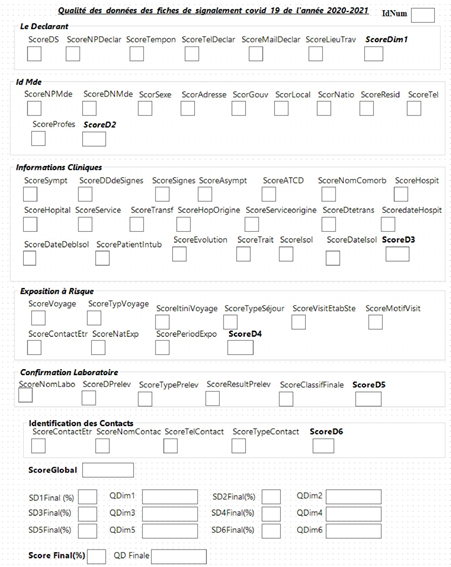 Qualité des données des fiches de signalement covid 19 de l'année 2020-2021 IdNum
Le Declarant
ScoreDS ScoreNPDeclar ScoreTempon ScoreTelDeclar ScoreMailDeclar ScoreLieuTrav ScoreDim1
Id Mde
ScoreNPMde ScoreDNMde ScorSexe ScorAdresse ScorGouv ScorLocal ScorNatio ScoreResid ScoreTel
ScoreProfes ScoreD2
Informations Cliniques
ScoreSympt ScoreDDdeSignes ScoreSignes ScoreAsympt ScoreATCD ScoreNomComorb ScoreHospit
ScoreHopital ScoreService ScoreTransf ScoreHopOrigine ScoreServiceorigine ScoreDtetrans ScoredateHospit
ScoreDateDebIsol ScorePatientIntub ScoreEvolution ScoreTrait ScoreIsol ScoreDateIsol ScoreD3
Exposition à Risque
ScoreVoyage ScoreTypVoyage ScoreItiniVoyage ScoreTypeSéjour ScoreVisitEtabSte ScoreMotifVisit
ScoreContactEtr ScoreNatExp ScorePeriodExpo ScoreD4
Confirmation Laboratoire
ScoreNomLabo ScoreDPrelev ScoreTypePrelev ScoreResultPrelev ScoreClassifFinale ScoreD5
Identification des Contacts
ScoreContactEtr ScoreNomContac ScoreTelContact ScoreTypeContact ScoreD6
ScoreGlobal
SD1Final (%) QDim1 SD2Final(%) QDim2
SD3Final(%) QDim3 SD4Final(%) QDim4
SD5Final(%) QDim5 SD6Final(%) QDim6
Score Final(%) QD Finale